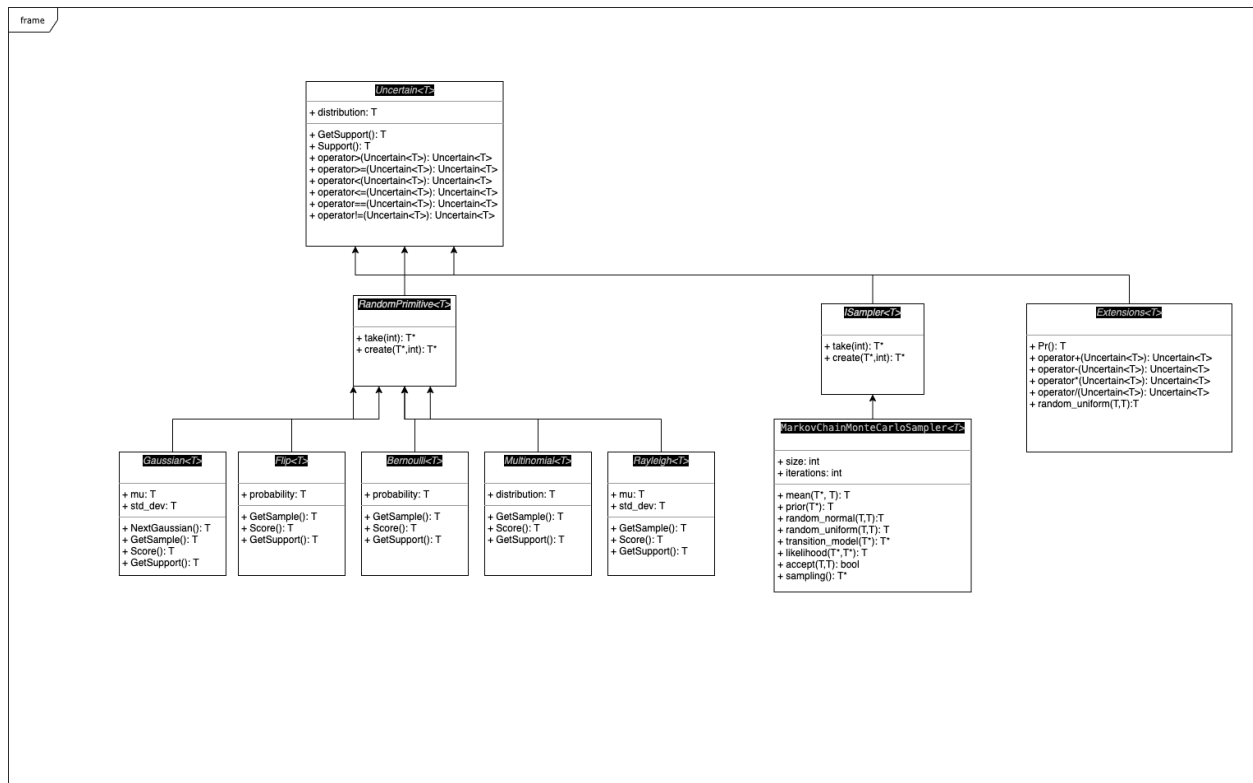 frame
Uncertain<T>
+ distribution: T
+ GetSupport(): T
+ Support(): T
+ operator>(Uncertain<T>): Uncertain<T>
+ operator>=(Uncertain<T>): Uncertain<T>
+ operator<(Uncertain<T>): Uncertain<T>
+ operator<=(Uncertain<T>): Uncertain<T>
+ operator==(Uncertain<T>): Uncertain<T>
+ operator!=(Uncertain<T>): Uncertain<T>
RandomPrimitive<T>
+ take(int): T*
+ create(T*,int): T*
ISampler<T>
+ take(int): T*
+ create(T*,int): T*
Extensions<T>
+ Pr(): T
+ operator+(Uncertain<T>): Uncertain<T>
+ operator-(Uncertain<T>): Uncertain<T>
+ operator*(Uncertain<T>): Uncertain<T>
+ operator/(Uncertain<T>): Uncertain<T>
+ random_uniform(T,T):T
Gaussian<T>
+ mu: T
+ std_dev: T
+ NextGaussian(): T
+ GetSample(): T
+ Score(): T
+ GetSupport(): T
Flip<T>
+ probability: T
+ GetSample(): T
+ Score(): T
+ GetSupport(): T
Bernoulli<T>
+ probability: T
+ GetSample(): T
+ Score(): T
+ GetSupport(): T
Multinomial<T>
+ distribution: T
+ GetSample(): T
+ Score(): T
+ GetSupport(): T
Rayleigh<T>
+ mu: T
+ std_dev: T
+ GetSample(): T
+ Score(): T
+ GetSupport(): T
MarkovChainMonteCarloSampler<T>
+ size: int
+ iterations: int
+ mean(T*, T): T
+ prior(T*): T
+ random_normal(T,T):T
+ random_uniform(T,T): T
+ transition_model(T*): T*
+ likelihood(T*,T*): T
+ accept(T,T): bool
+ sampling(): T*